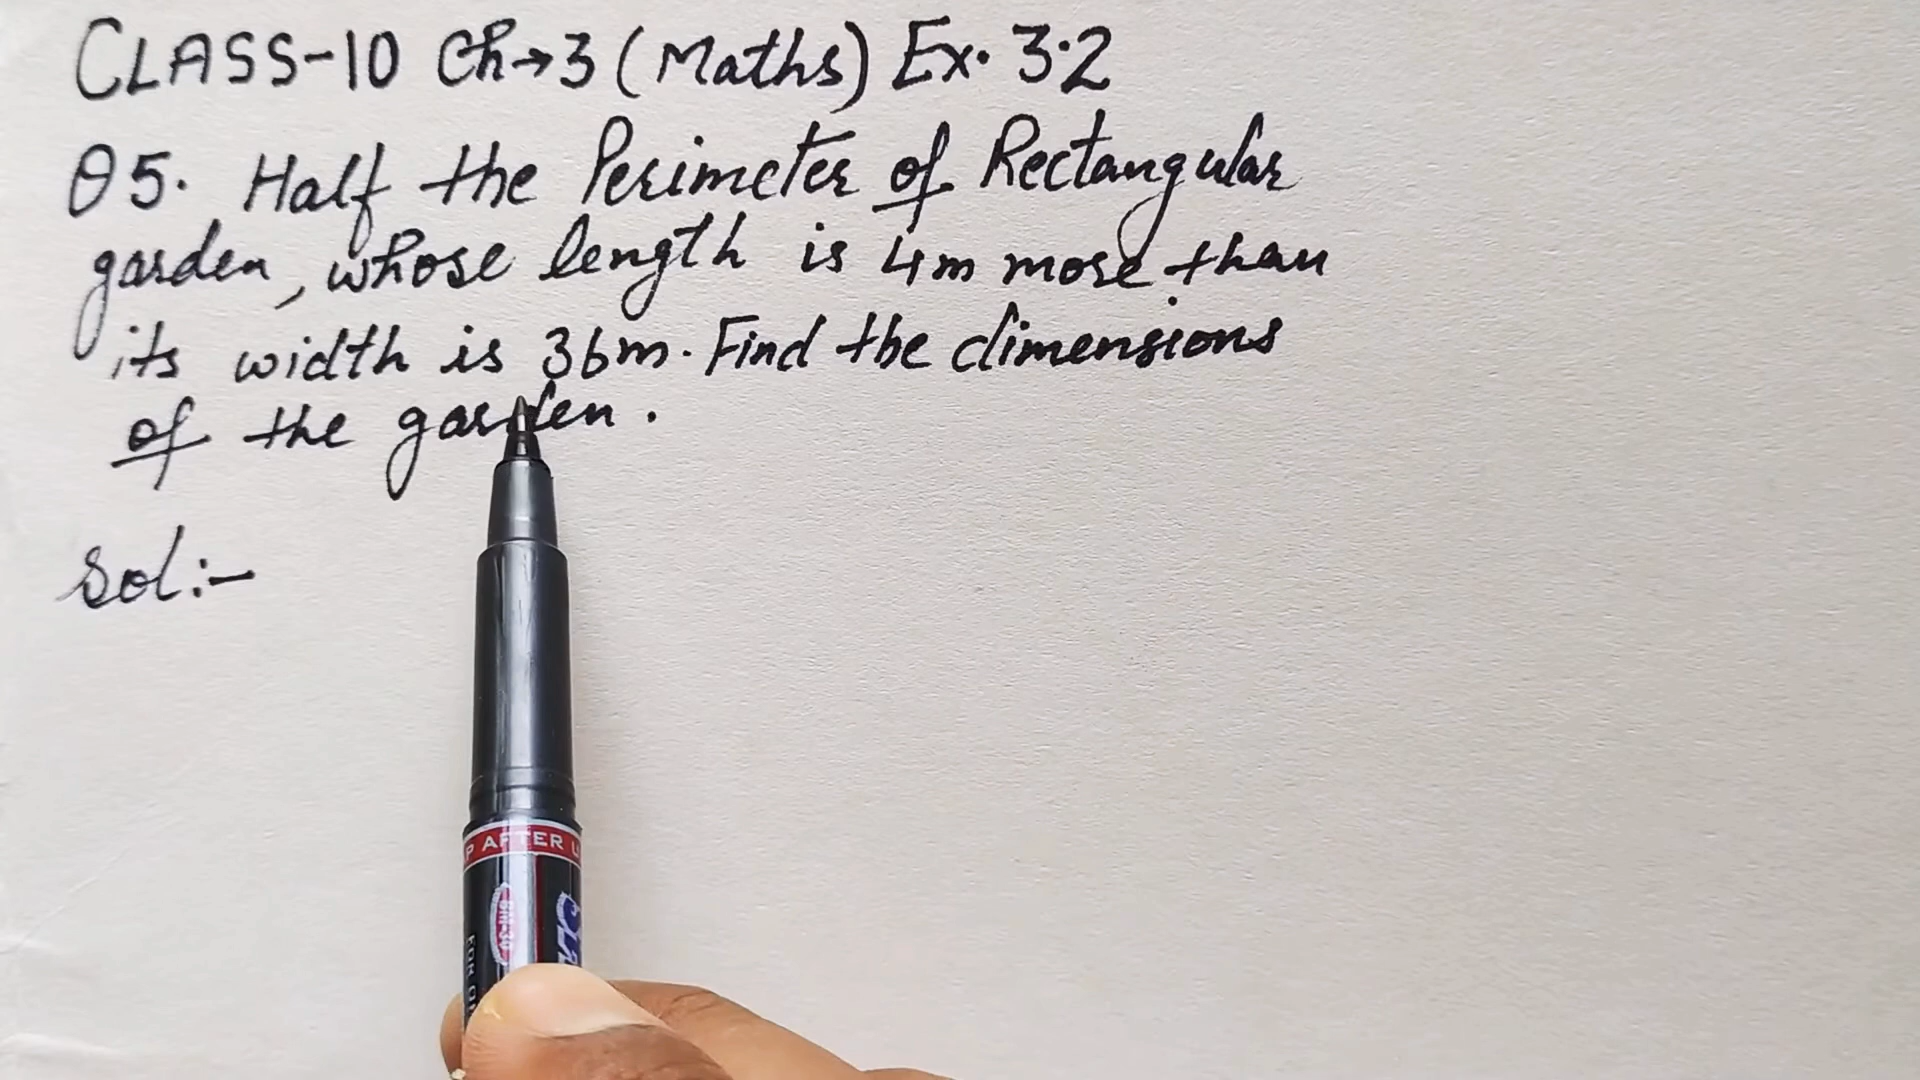 CLASS-10 Ch→3 (Maths) Ex. 3.2
Q5. Half the Perimeter of Rectangular
garden, whose length is 4m more than
its width is 36m. Find the dimensions
of the garden.
Sol:-
P AFTER U